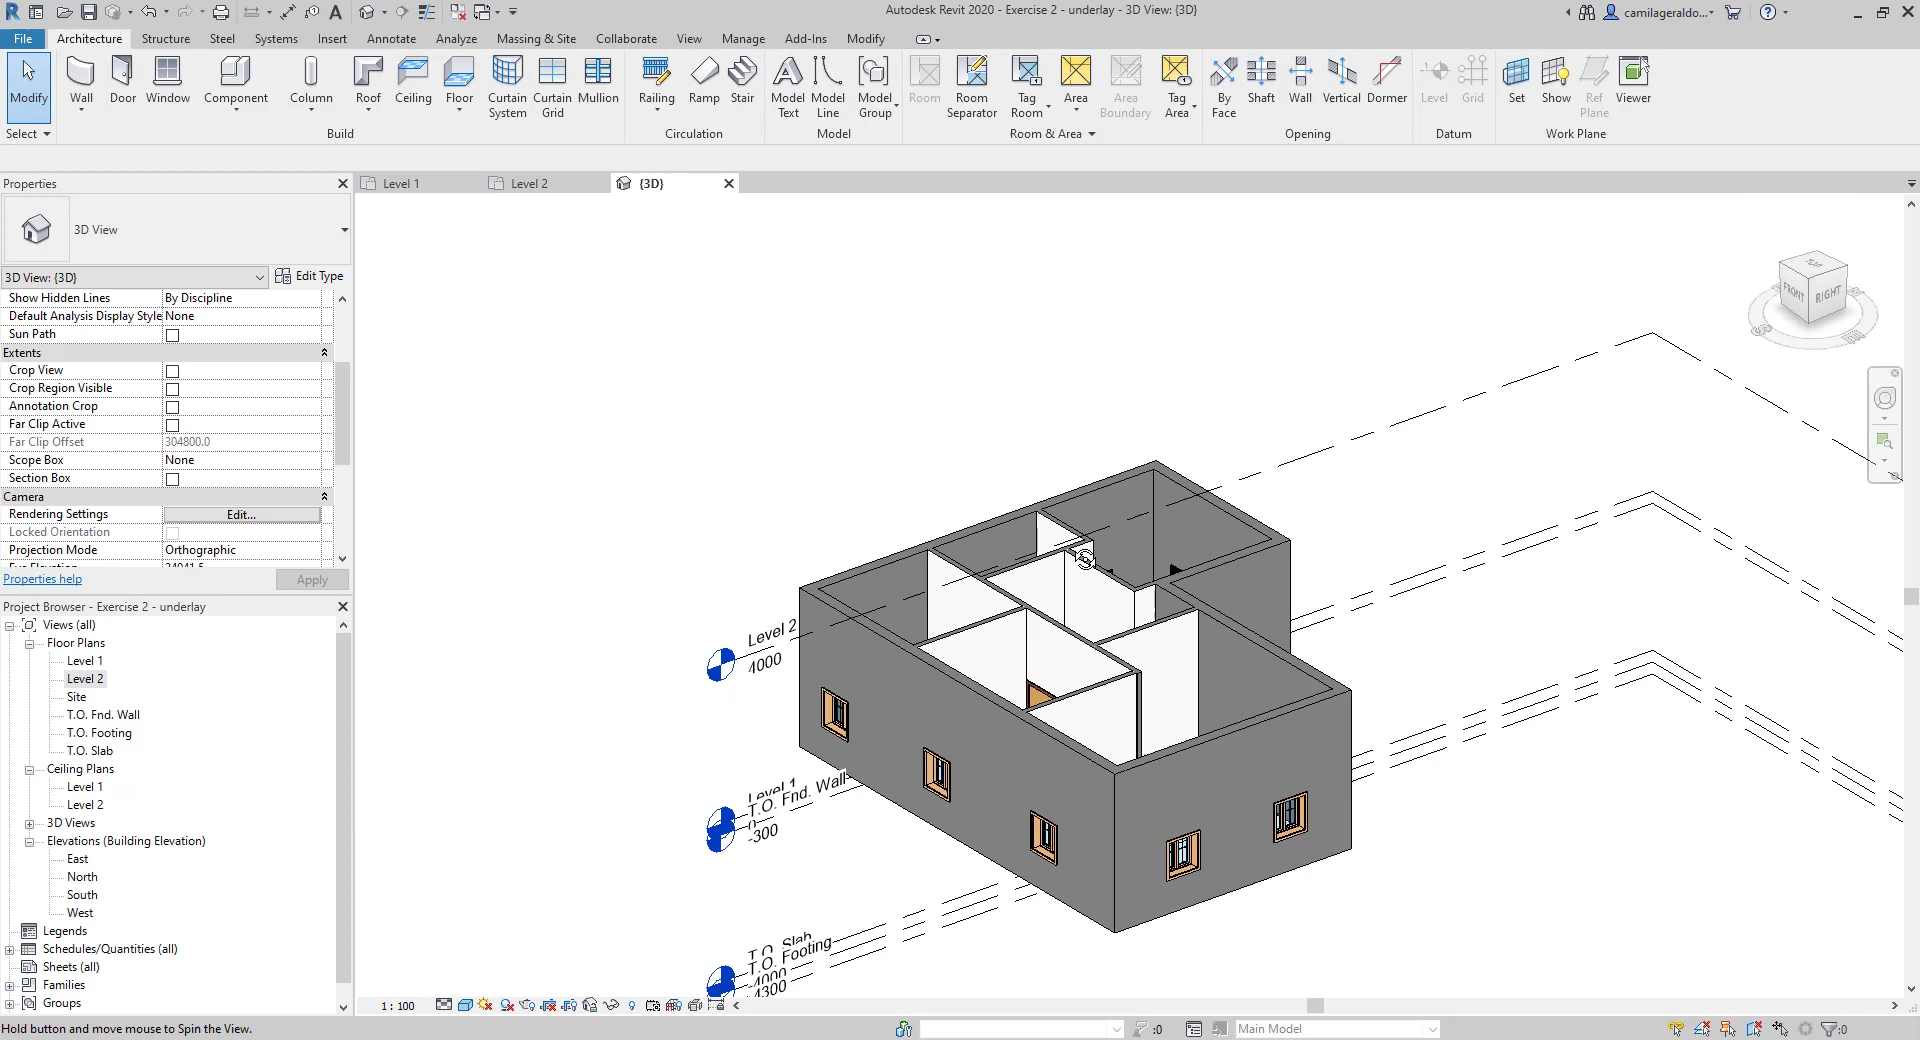 Autodesk Revit 2020 - Exercise 2 - underlay - 3D View: {3D}
camilageraldo...
File Architecture Structure Steel Systems Insert Annotate Analyze Massing & Site Collaborate View Manage Add-Ins Modify
Modify Wall Door Window Component Column Roof Ceiling Floor Curtain System Curtain Grid Mullion Railing Ramp Stair Model Text Model Line Model Group Room Room Separator Tag Room Area Area Boundary Tag Area By Face Shaft Wall Vertical Dormer Level Grid Set Show Ref Plane Viewer
Select Build Circulation Model Room & Area Opening Datum Work Plane
Properties
Level 1 Level 2 {3D}
3D View
3D View: {3D} Edit Type
Show Hidden Lines By Discipline
Default Analysis Display Style None
Sun Path
Extents
Crop View
Crop Region Visible
Annotation Crop
Far Clip Active
Far Clip Offset 304800.0
Scope Box None
Section Box
Camera
Rendering Settings Edit...
Locked Orientation
Projection Mode Orthographic
Properties help Apply
Project Browser - Exercise 2 - underlay
Views (all)
Floor Plans
Level 1
Level 2
Site
T.O. Fnd. Wall
T.O. Footing
T.O. Slab
Ceiling Plans
Level 1
Level 2
3D Views
Elevations (Building Elevation)
East
North
South
West
Legends
Schedules/Quantities (all)
Sheets (all)
Families
Groups
TOP
FRONT RIGHT
Level 2
4000
Level 1
T.O. Fnd. Wall
0
-300
T.O. Slab
T.O. Footing
1 : 100
Hold button and move mouse to Spin the View.
:0
Main Model
:0